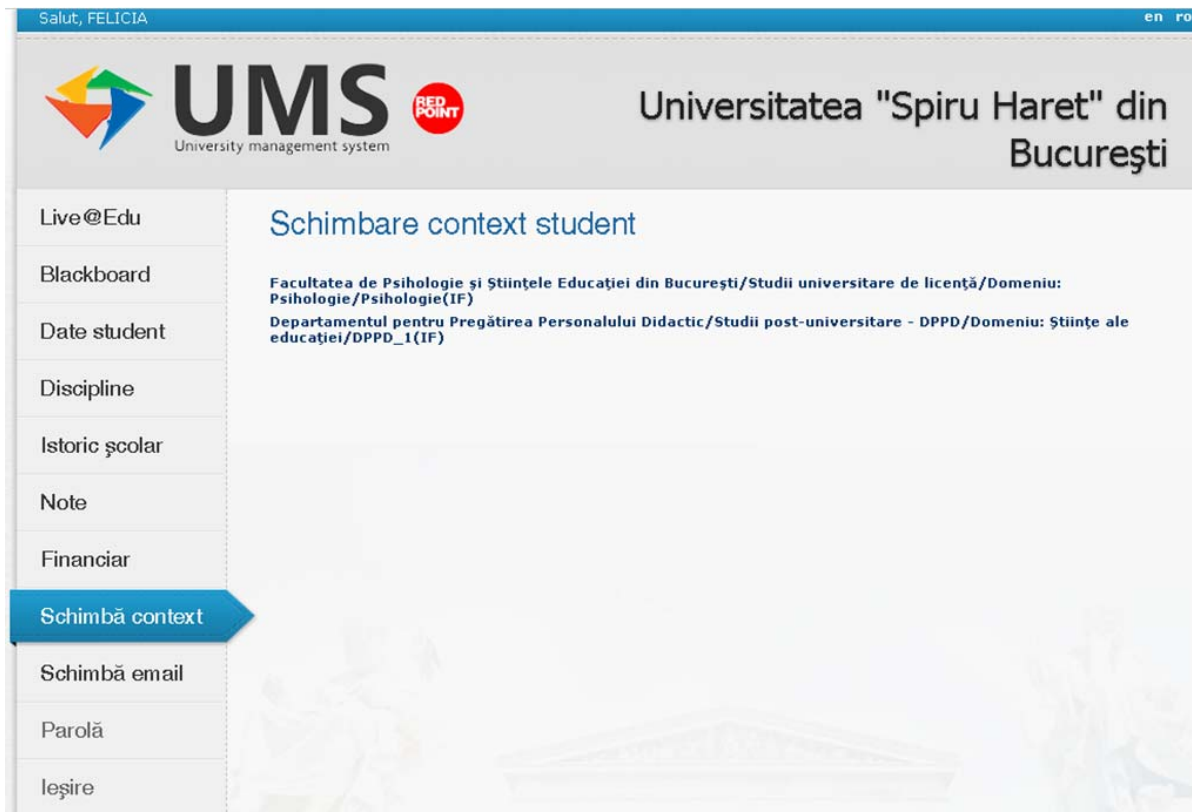 Salut, FELICIA
en ro
UMS
RED POINT
University management system
Universitatea "Spiru Haret" din
Bucureşti
Live@Edu
Blackboard
Date student
Discipline
Istoric şcolar
Note
Financiar
Schimbă context
Schimbă email
Parolă
Ieşire
Schimbare context student
Facultatea de Psihologie şi Ştiinţele Educaţiei din Bucureşti/Studii universitare de licenţă/Domeniu:
Psihologie/Psihologie(IF)
Departamentul pentru Pregătirea Personalului Didactic/Studii post-universitare - DPPD/Domeniu: Ştiinţe ale
educaţiei/DPPD_1(IF)